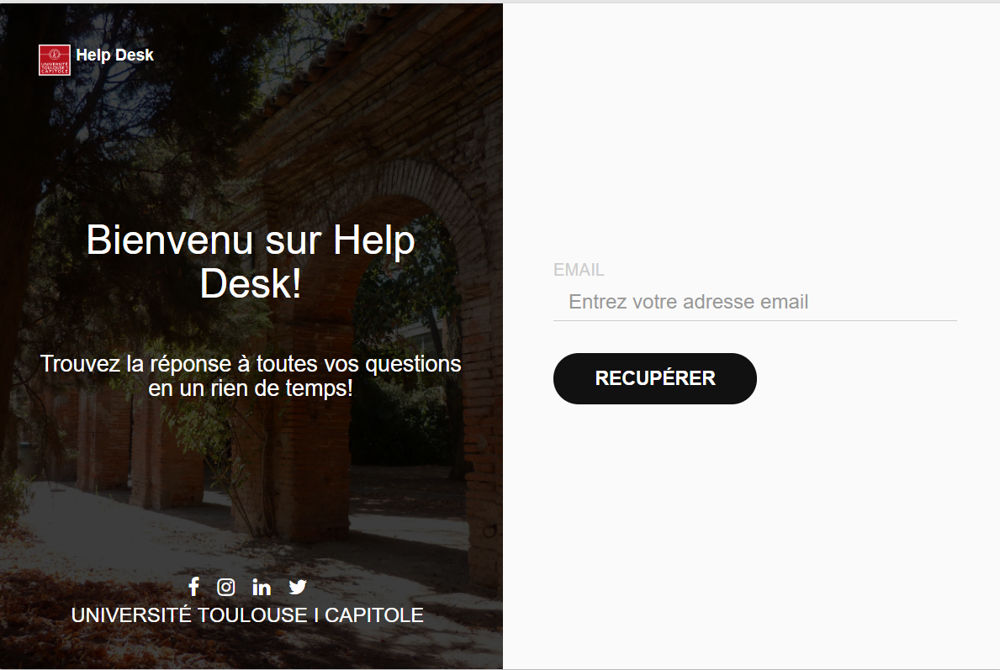 UNIVERSITÉ
TOULOUSE 1
CAPITOLE
Help Desk
Bienvenu sur Help
Desk!
Trouvez la réponse à toutes vos questions
en un rien de temps!
UNIVERSITÉ TOULOUSE I CAPITOLE
EMAIL
Entrez votre adresse email
RECUPÉRER